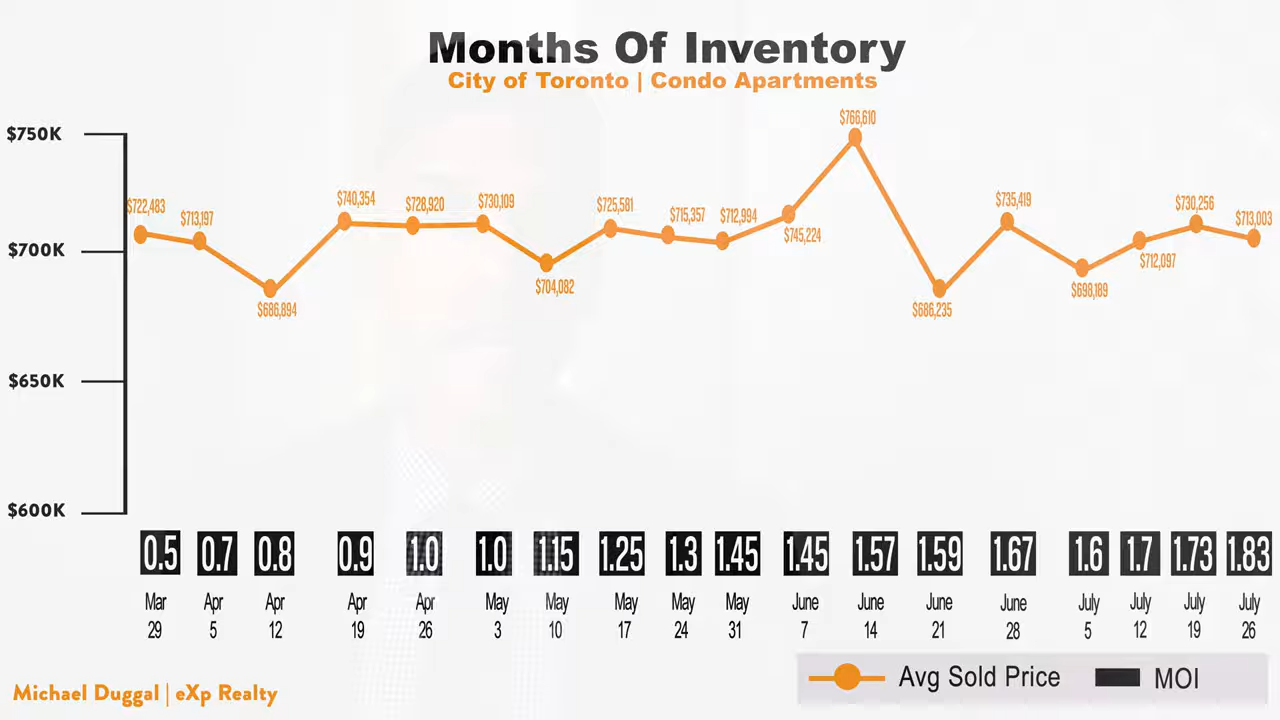 Months Of Inventory
City of Toronto | Condo Apartments
$750K
$700K
$650K
$600K
$722,483
$713,197
$686,894
$740,354
$728,920
$730,109
$704,082
$725,581
$715,357
$712,994
$745,224
$766,610
$686,235
$735,419
$698,189
$712,097
$730,256
$713,003
0.5 0.7 0.8 0.9 1.0 1.0 1.15 1.25 1.3 1.45 1.45 1.57 1.59 1.67 1.6 1.7 1.73 1.83
Mar Apr Apr Apr Apr May May May May May June June June June July July July July
29 5 12 19 26 3 10 17 24 31 7 14 21 28 5 12 19 26
Avg Sold Price MOI
Michael Duggal | eXp Realty